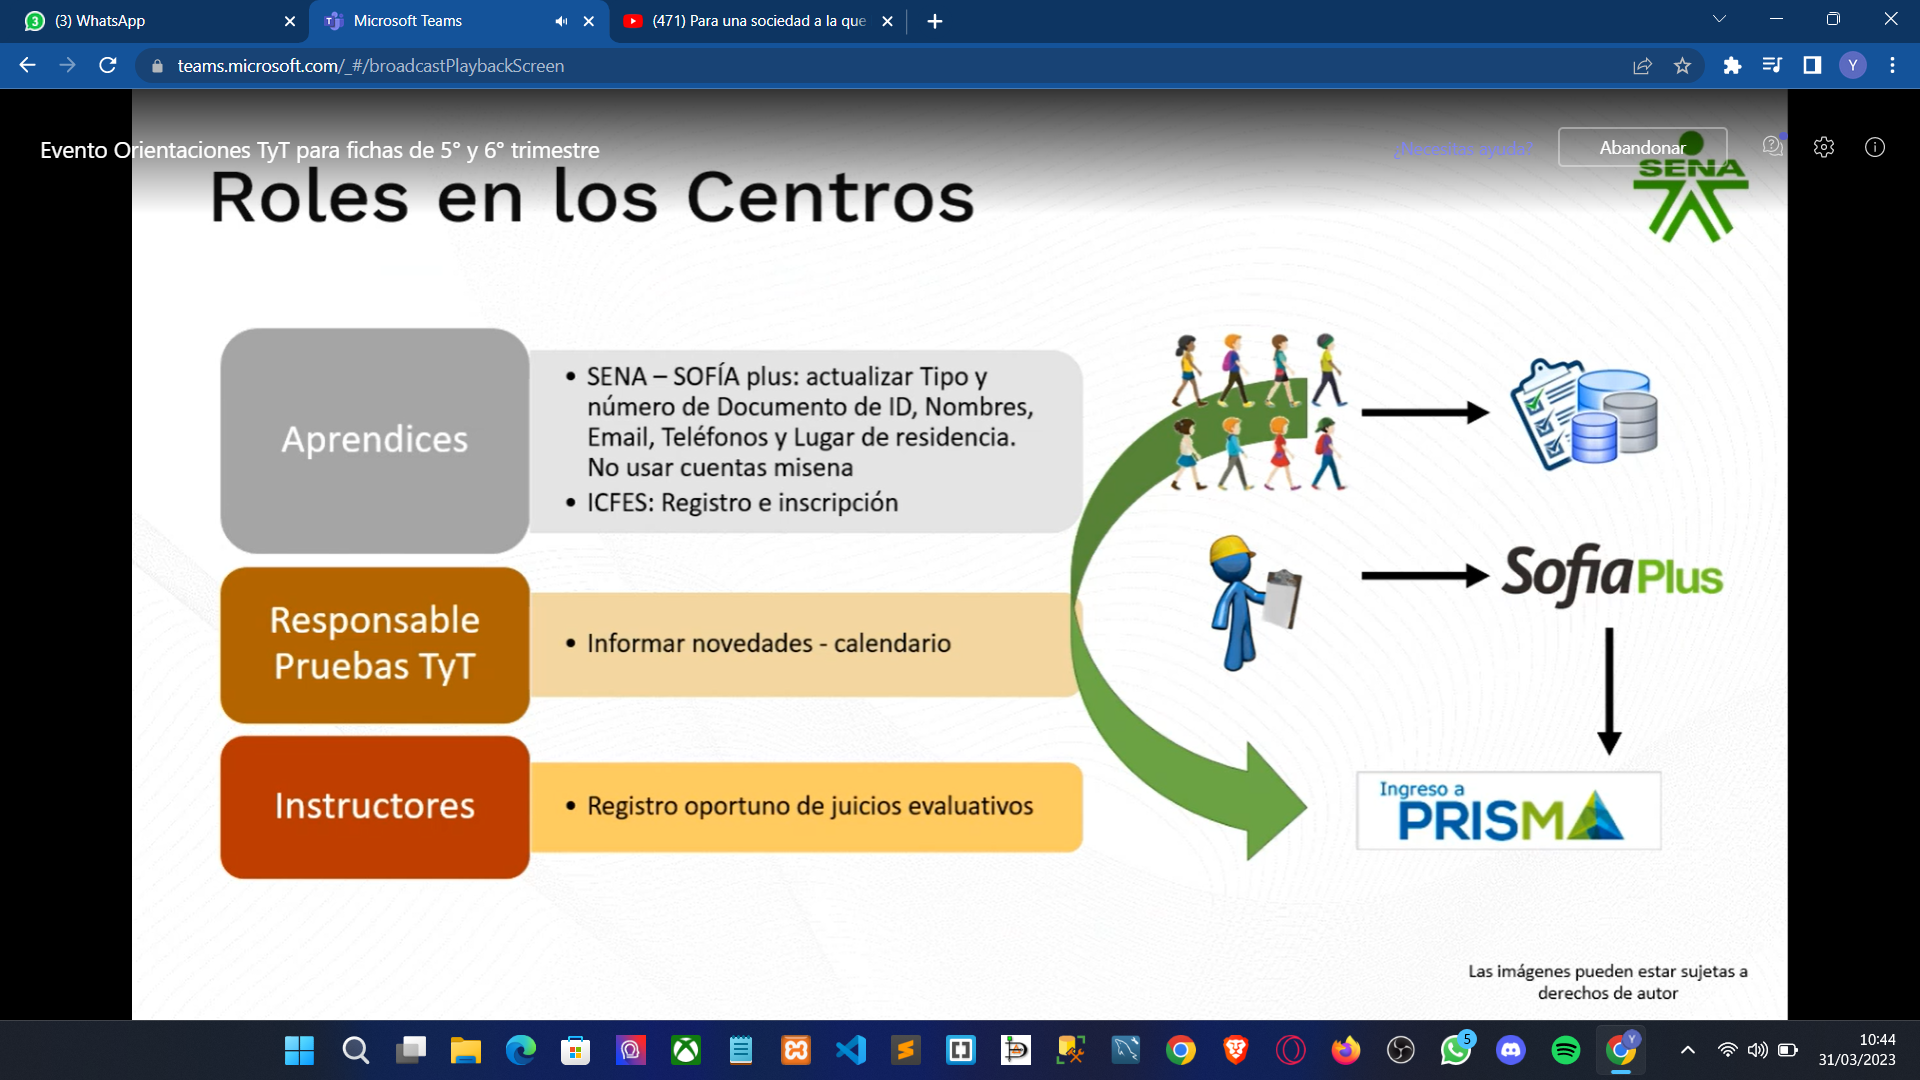 (3) WhatsApp
Microsoft Teams
(471) Para una sociedad a la que
teams.microsoft.com/_#/broadcastPlaybackScreen
Y
Evento Orientaciones TyT para fichas de 5° y 6° trimestre
¿Necesitas ayuda?
Abandonar
SENA
Roles en los Centros
Aprendices
• SENA – SOFÍA plus: actualizar Tipo y
número de Documento de ID, Nombres,
Email, Teléfonos y Lugar de residencia.
No usar cuentas misena
• ICFES: Registro e inscripción
Responsable
Pruebas TyT
• Informar novedades - calendario
Instructores
• Registro oportuno de juicios evaluativos
SofiaPlus
Ingreso a
PRISMA
Las imágenes pueden estar sujetas a
derechos de autor
5
Y
10:44
31/03/2023